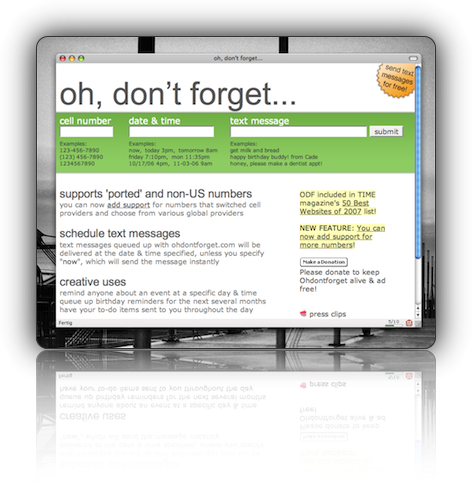 oh, don't forget...
send text
messages
for free!
oh, don't forget...
cell number date & time text message
submit
Examples:
123-456-7890
(123) 456-7890
1234567890
Examples:
now, today 3pm, tomorrow 8am
friday 7:10pm, mon 11:35pm
10/17/06 4pm, 11-03-06 9am
Examples:
get milk and bread
happy birthday buddy! from Cade
honey, please make a dentist appt!
supports 'ported' and non-US numbers
you can now add support for numbers that switched cell
providers and choose from various global providers
schedule text messages
text messages queued up with ohdontforget.com will be
delivered at the date & time specified, unless you specify
"now", which will send the message instantly
creative uses
remind anyone about an event at a specific day & time
queue up birthday reminders for the next several months
have your to-do items sent to you throughout the day
ODF included in TIME
magazine's 50 Best
Websites of 2007 list!
NEW FEATURE: You can
now add support for
more numbers!
Make a Donation
Please donate to keep
Ohdontforget alive & ad
free!
press clips
Fertig